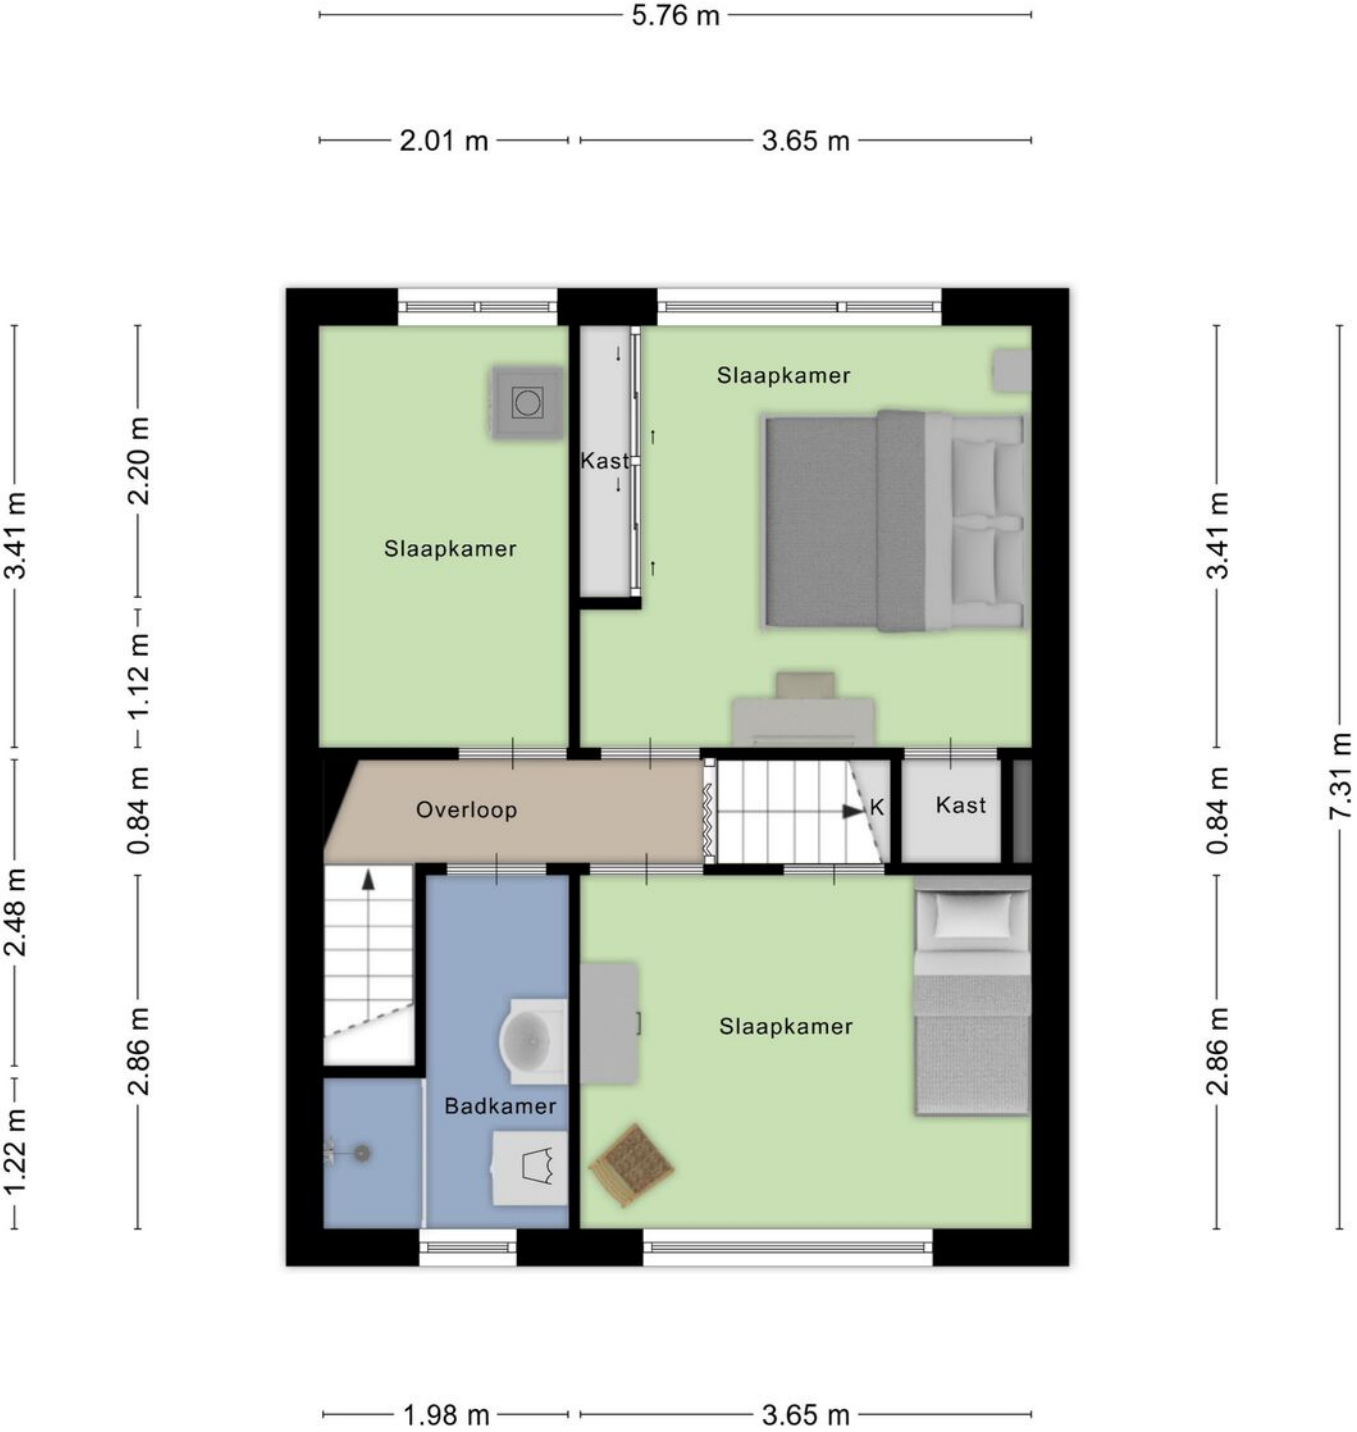 5.76 m
2.01 m
3.65 m
Slaapkamer
Kast
Slaapkamer
3.41 m
2.20 m
1.12 m
3.41 m
7.31 m
0.84 m
Overloop
K
Kast
0.84 m
2.48 m
2.86 m
1.22 m
Slaapkamer
Badkamer
2.86 m
1.98 m
3.65 m